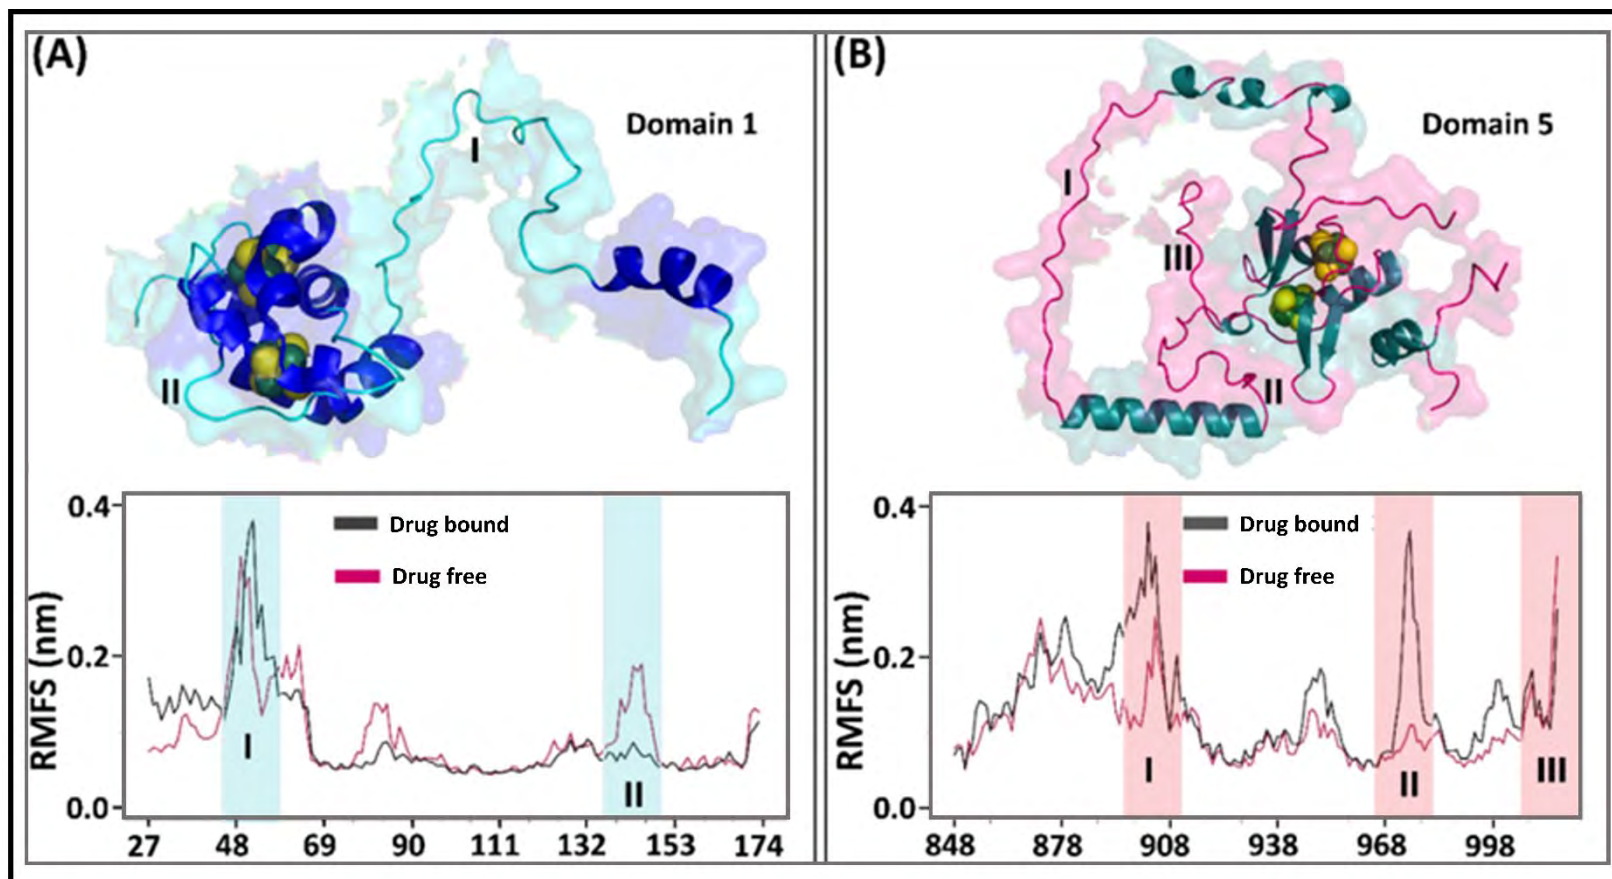 (A)
Domain 1
I
II
0.4
0.2
0.0
RMFS (nm)
Drug bound
Drug free
I
II
27 48 69 90 111 132 153 174
(B)
Domain 5
I
III
II
0.4
0.2
0.0
RMFS (nm)
Drug bound
Drug free
I
II
III
848 878 908 938 968 998